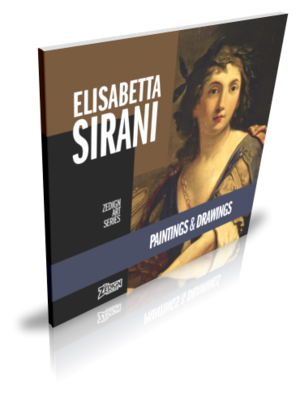 ELISABETTA
SIRANI
ZEDIGN
ART
SERIES
PAINTINGS & DRAWINGS
ZEDIGN